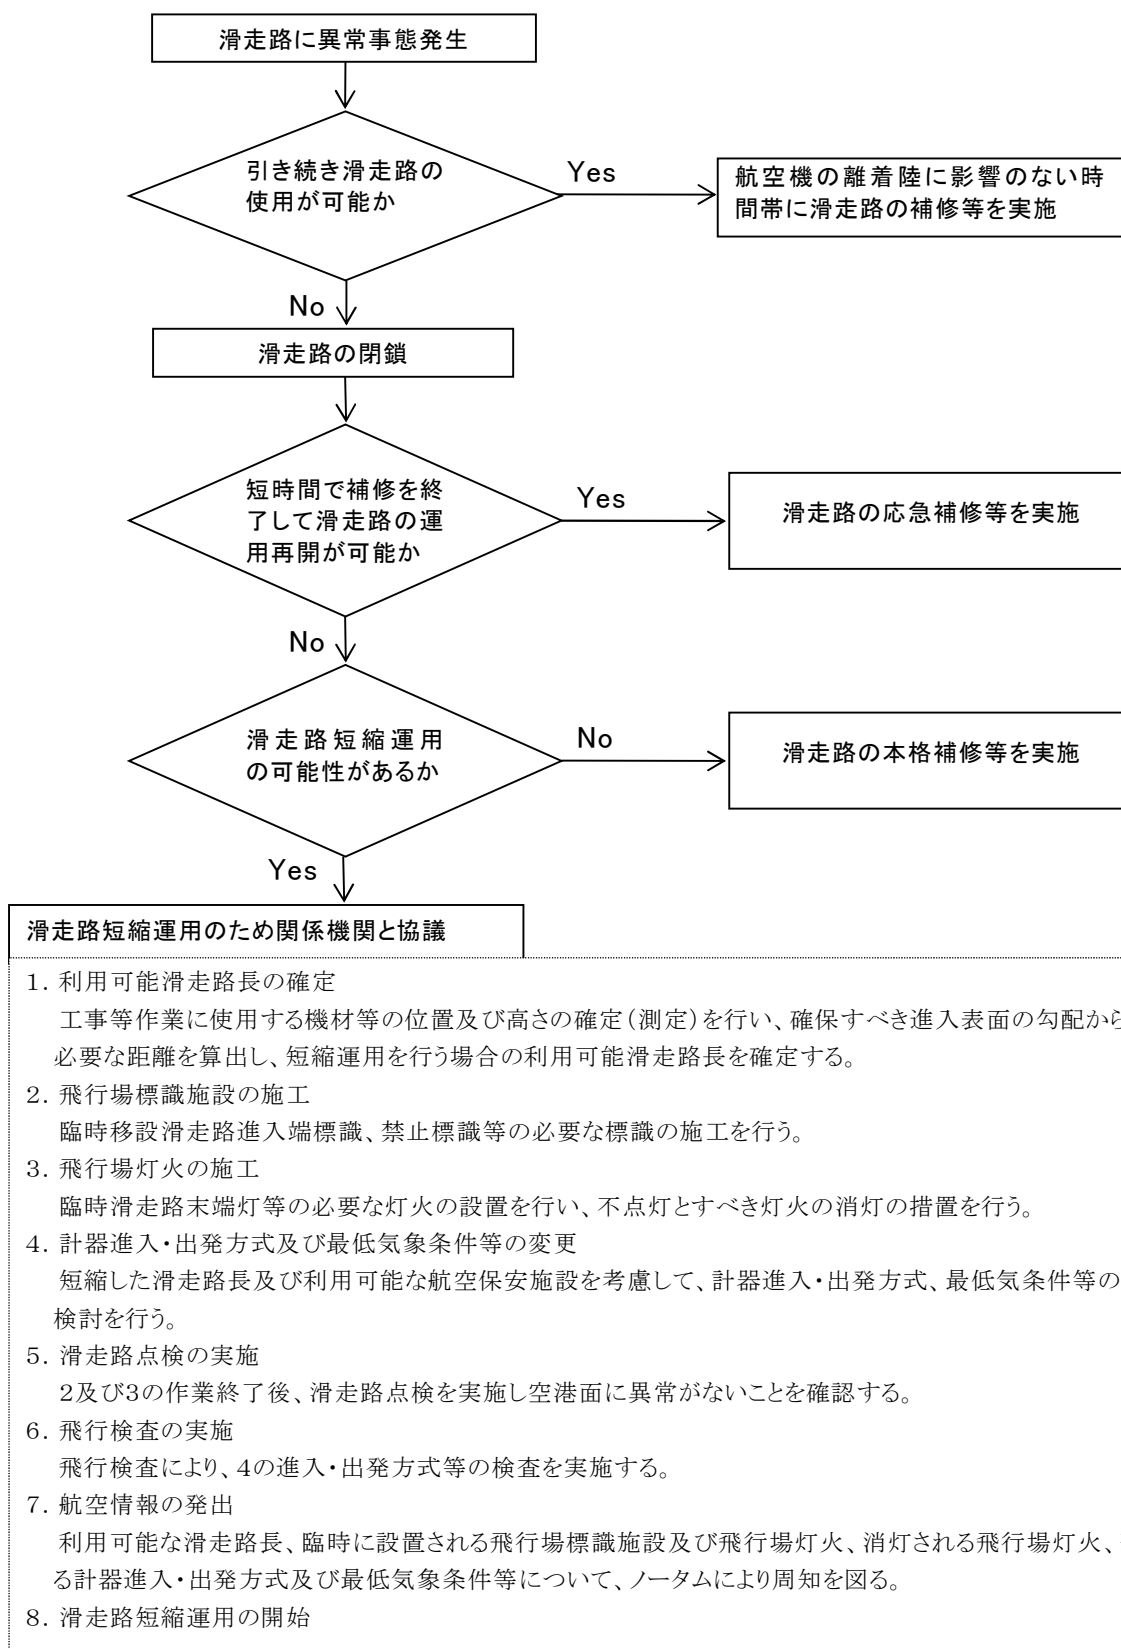 滑走路に異常事態発生
引き続き滑走路の
使用が可能か
Yes
航空機の離着陸に影響のない時
間帯に滑走路の補修等を実施
No
滑走路の閉鎖
短時間で補修を終
了して滑走路の運
用再開が可能か
Yes
滑走路の応急補修等を実施
No
滑走路短縮運用
の可能性があるか
No
滑走路の本格補修等を実施
Yes
滑走路短縮運用のため関係機関と協議
1. 利用可能滑走路長の確定
工事等作業に使用する機材等の位置及び高さの確定(測定)を行い、確保すべき進入表面の勾配から
必要な距離を算出し、短縮運用を行う場合の利用可能滑走路長を確定する。
2. 飛行場標識施設の施工
臨時移設滑走路進入端標識、禁止標識等の必要な標識の施工を行う。
3. 飛行場灯火の施工
臨時滑走路末端灯等の必要な灯火の設置を行い、不点灯とすべき灯火の消灯の措置を行う。
4. 計器進入・出発方式及び最低気象条件等の変更
短縮した滑走路長及び利用可能な航空保安施設を考慮して、計器進入・出発方式、最低気条件等の
検討を行う。
5. 滑走路点検の実施
2及び3の作業終了後、滑走路点検を実施し空港面に異常がないことを確認する。
6. 飛行検査の実施
飛行検査により、4の進入・出発方式等の検査を実施する。
7. 航空情報の発出
利用可能な滑走路長、臨時に設置される飛行場標識施設及び飛行場灯火、消灯される飛行場灯火、
る計器進入・出発方式及び最低気象条件等について、ノータムにより周知を図る。
8. 滑走路短縮運用の開始